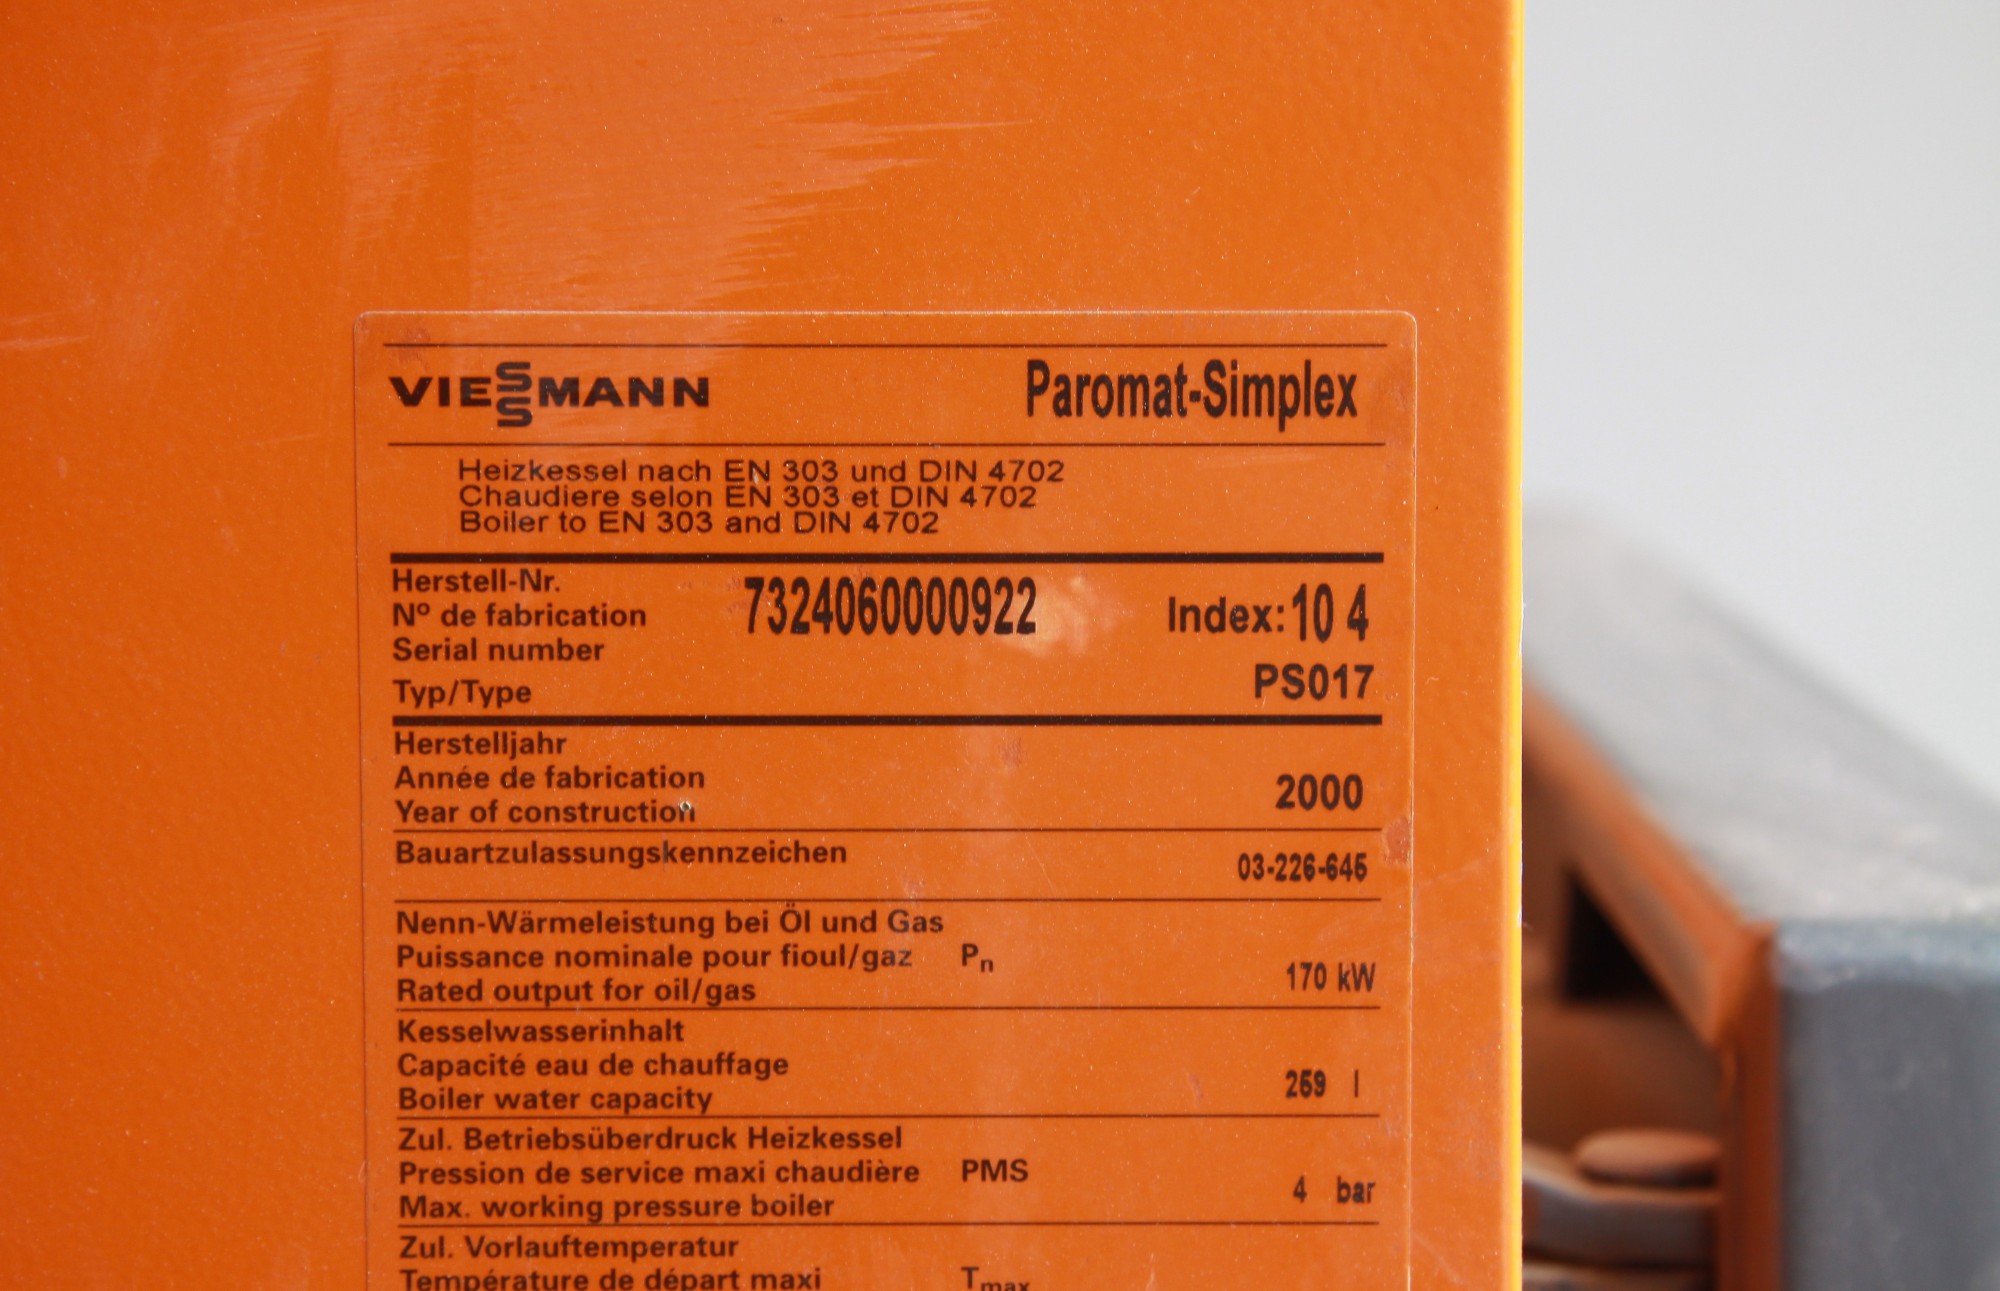 VIESSMANN Paromat-Simplex
Heizkessel nach EN 303 und DIN 4702
Chaudiere selon EN 303 et DIN 4702
Boiler to EN 303 and DIN 4702
Herstell-Nr.
Nº de fabrication 7324060000922 Index: 10 4
Serial number
Typ/Type PS017
Herstelljahr
Année de fabrication 2000
Year of construction
Bauartzulassungskennzeichen 03-226-645
Nenn-Wärmeleistung bei Öl und Gas
Puissance nominale pour fioul/gaz Pn 170 kW
Rated output for oil/gas
Kesselwasserinhalt
Capacité eau de chauffage 259 l
Boiler water capacity
Zul. Betriebsüberdruck Heizkessel
Pression de service maxi chaudière PMS 4 bar
Max. working pressure boiler
Zul. Vorlauftemperatur
Température de départ maxi Tmax